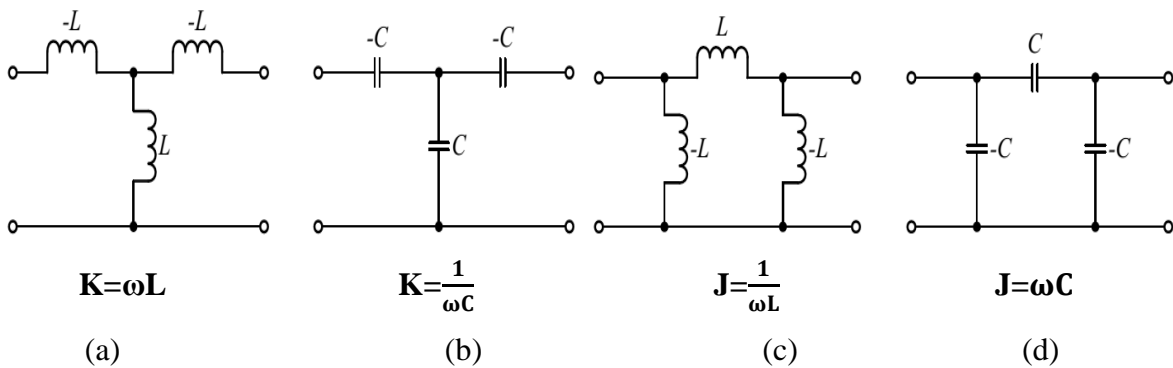 -L -L -C -C L C
L C -L -L -C -C
K=ωL K=1/ωC J=1/ωL J=ωC
(a) (b) (c) (d)